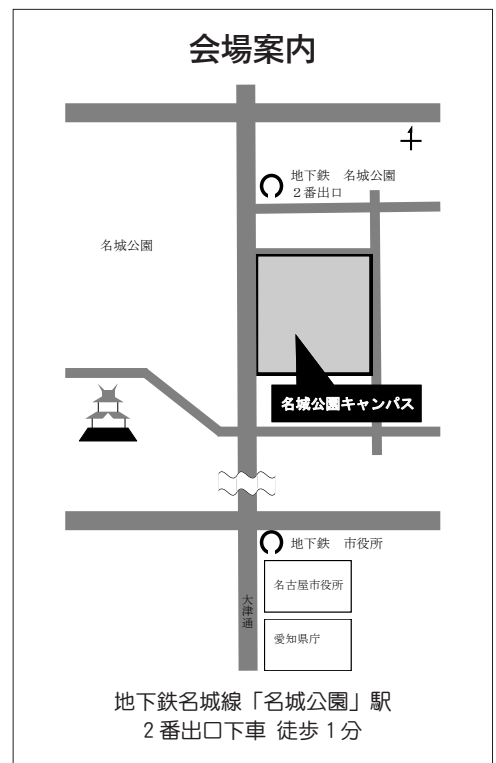 会場案内
地下鉄 名城公園
２番出口
名城公園
名城公園キャンパス
地下鉄 市役所
名古屋市役所
大津通
愛知県庁
地下鉄名城線「名城公園」駅
２番出口下車 徒歩１分